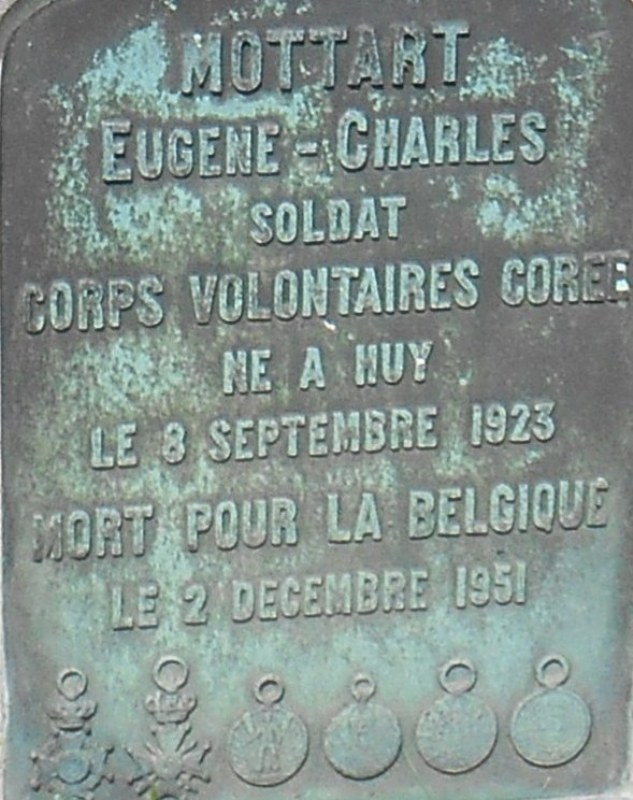 MOTTART
EUGENE - CHARLES
SOLDAT
CORPS VOLONTAIRES COREE
NE A HUY
LE 8 SEPTEMBRE 1923
MORT POUR LA BELGIQUE
LE 2 DECEMBRE 1951